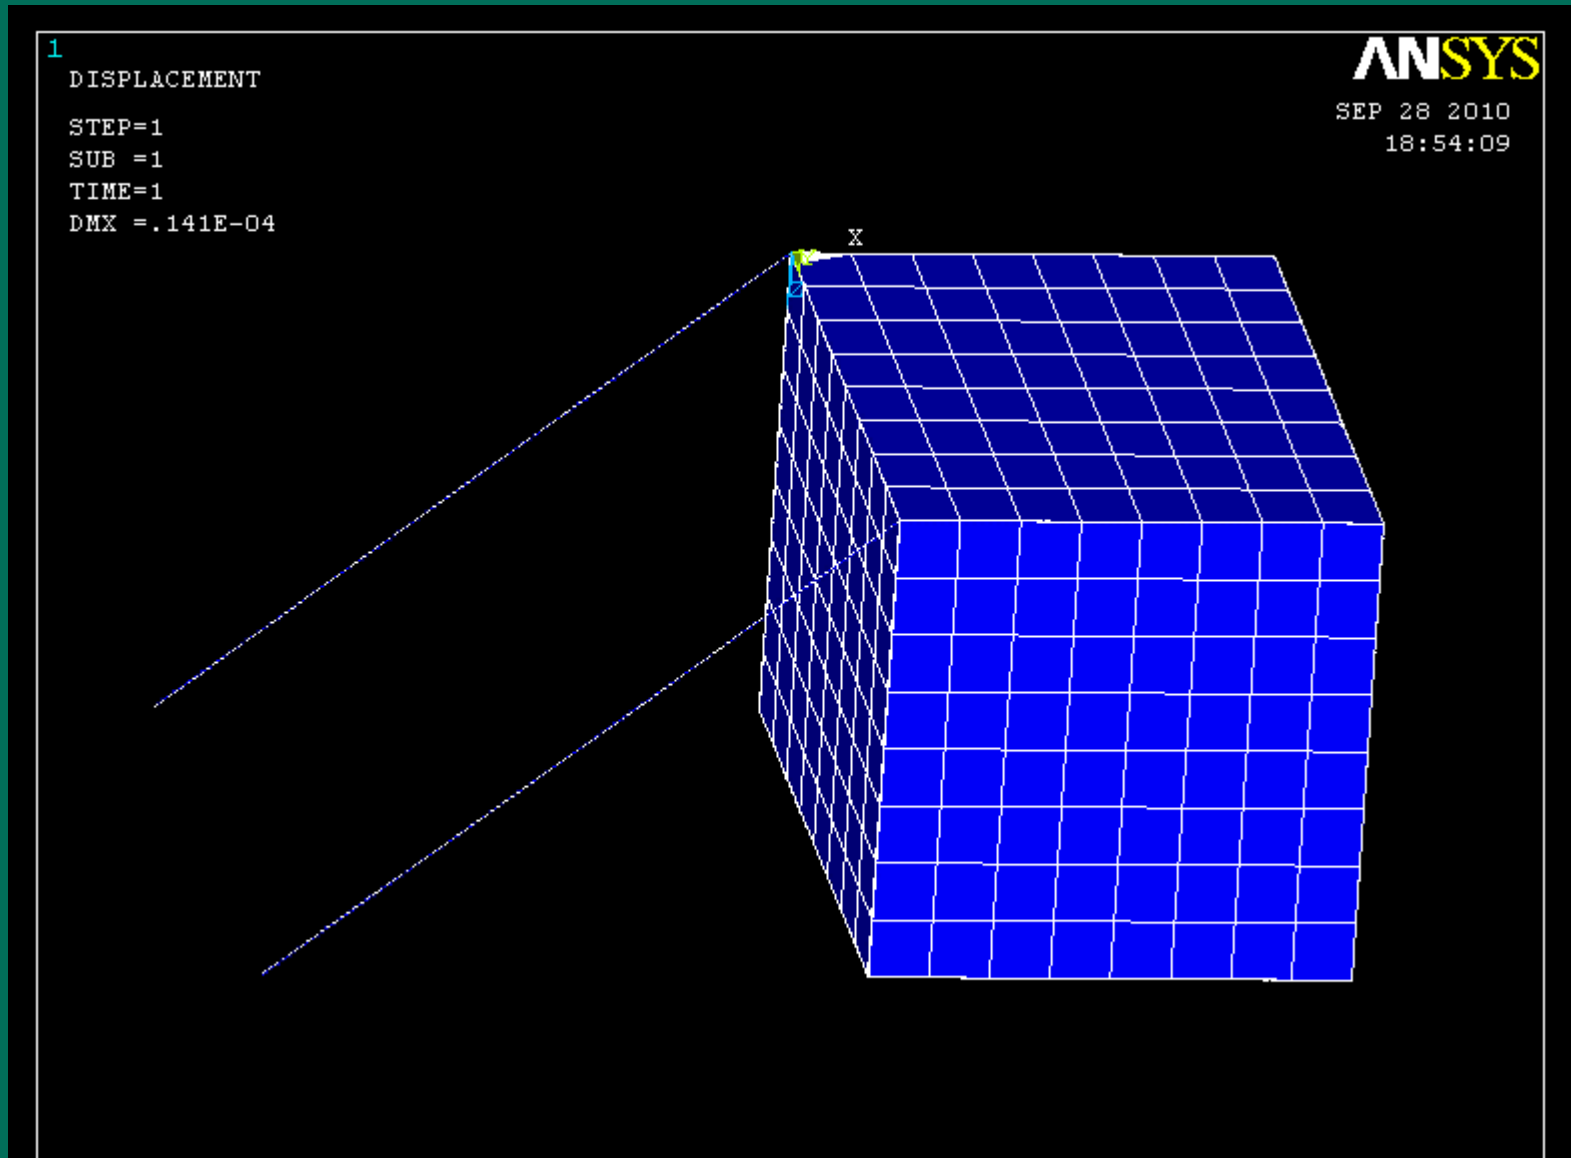 1
DISPLACEMENT
STEP=1
SUB =1
TIME=1
DMX =.141E-04
ANSYS
SEP 28 2010
18:54:09
X